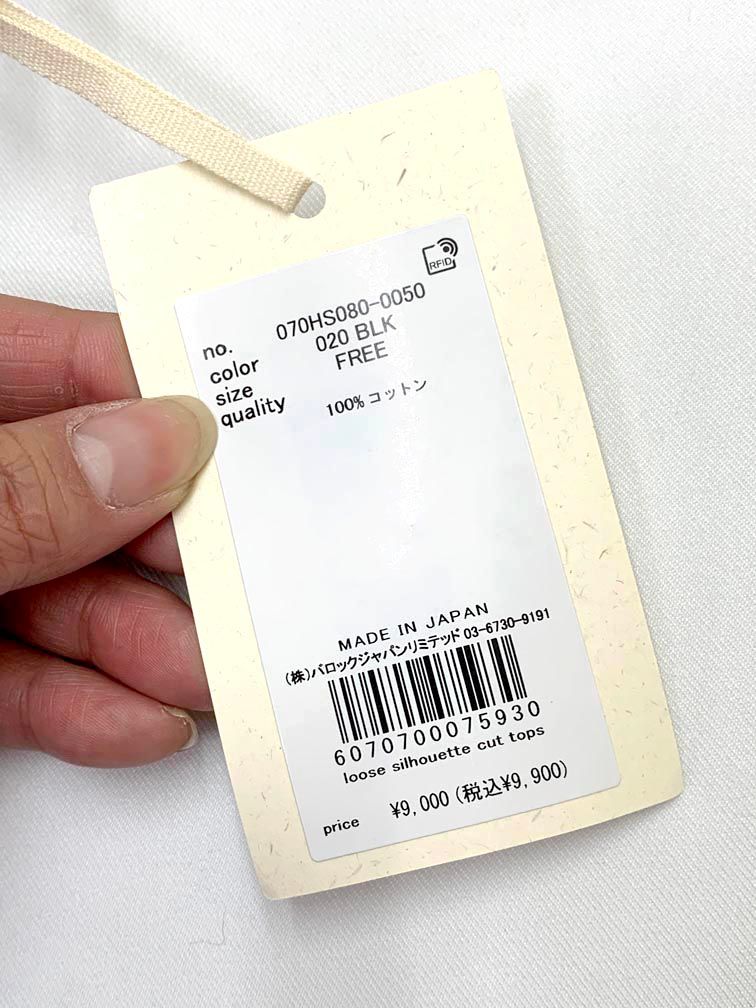 RFID
no. 070HS080-0050
color 020 BLK
size FREE
quality 100% コットン
MADE IN JAPAN
(株)バロックジャパンリミテッド 03-6730-9191
6070700075930
loose silhouette cut tops
price ¥9,000 (税込¥9,900)